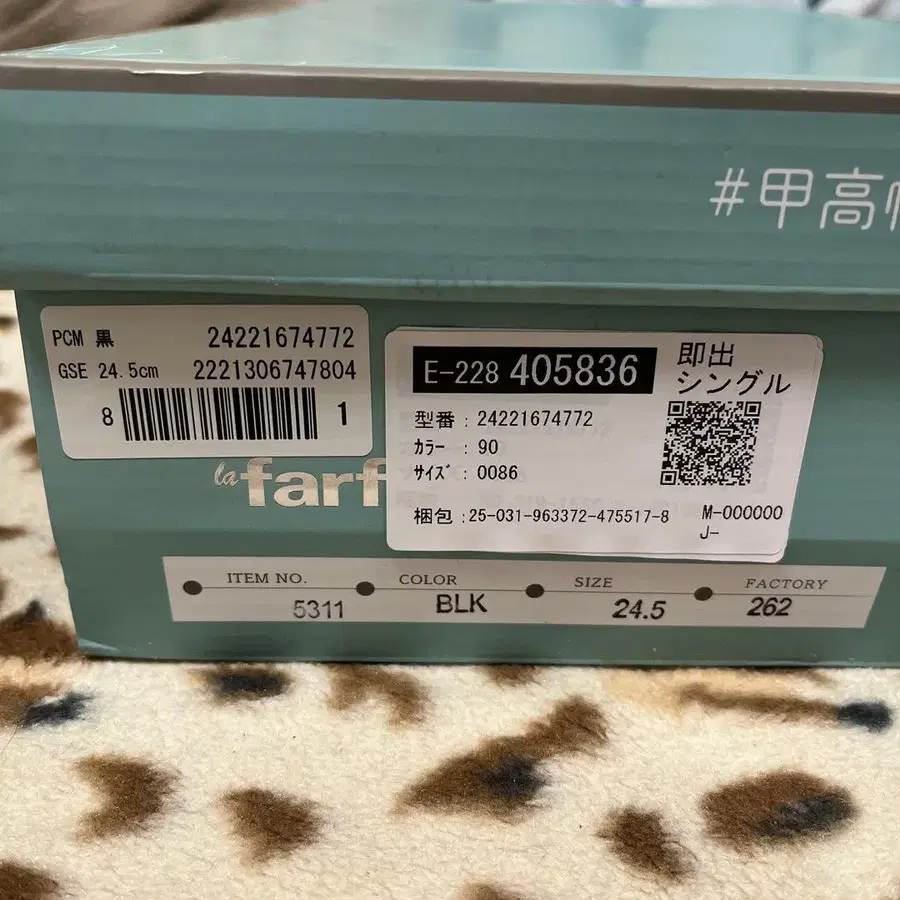 #甲高
PCM 黒 24221674772
GSE 24.5cm 2221306747804
8 1
E-228 405836
即出
シングル
型番 : 24221674772
ｶﾗｰ : 90
ｻｲｽﾞ : 0086
梱包 : 25-031-963372-475517-8
M-000000
J-
la farf
ITEM NO. COLOR SIZE FACTORY
5311 BLK 24.5 262